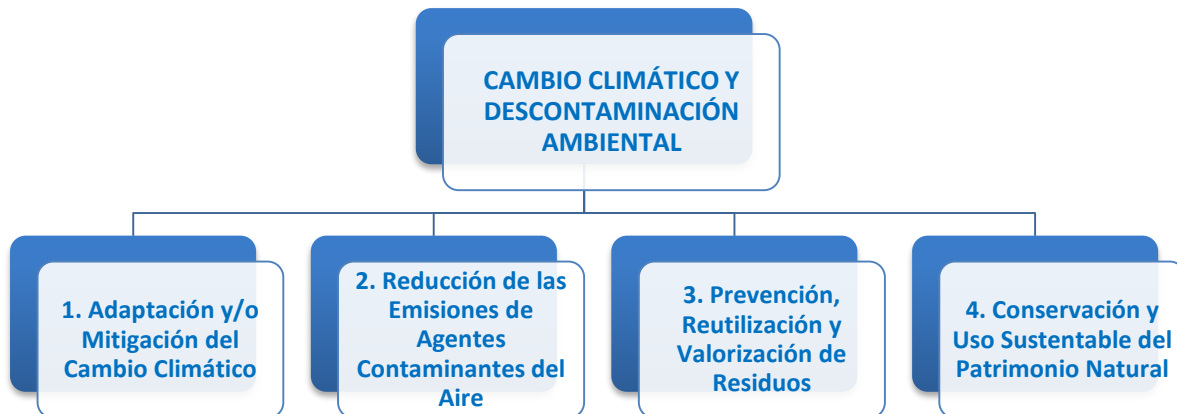 CAMBIO CLIMÁTICO Y
DESCONTAMINACIÓN
AMBIENTAL
1. Adaptación y/o
Mitigación del
Cambio Climático
2. Reducción de las
Emisiones de
Agentes
Contaminantes del
Aire
3. Prevención,
Reutilización y
Valorización de
Residuos
4. Conservación y
Uso Sustentable del
Patrimonio Natural